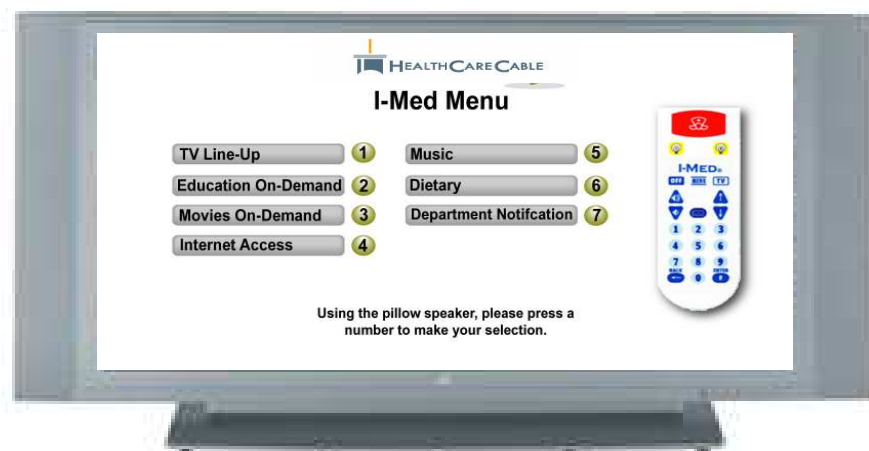 HEALTHCARECABLE
I-Med Menu
TV Line-Up 1
Education On-Demand 2
Movies On-Demand 3
Internet Access 4
Music 5
Dietary 6
Department Notifcation 7
I-MED®
OFF MENU TV
1 2 3
4 5 6
7 8 9
BACK 0 ENTER
Using the pillow speaker, please press a
number to make your selection.